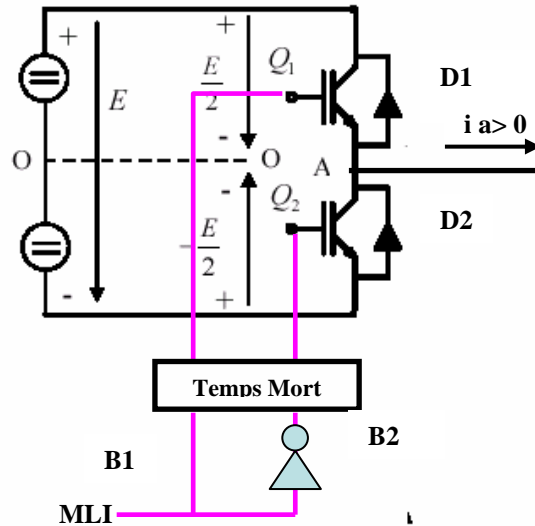 +
+
Q1
D1
E
E/2
i a> 0
-
O
O
A
-
Q2
D2
-E/2
-
+
Temps Mort
B2
B1
MLI